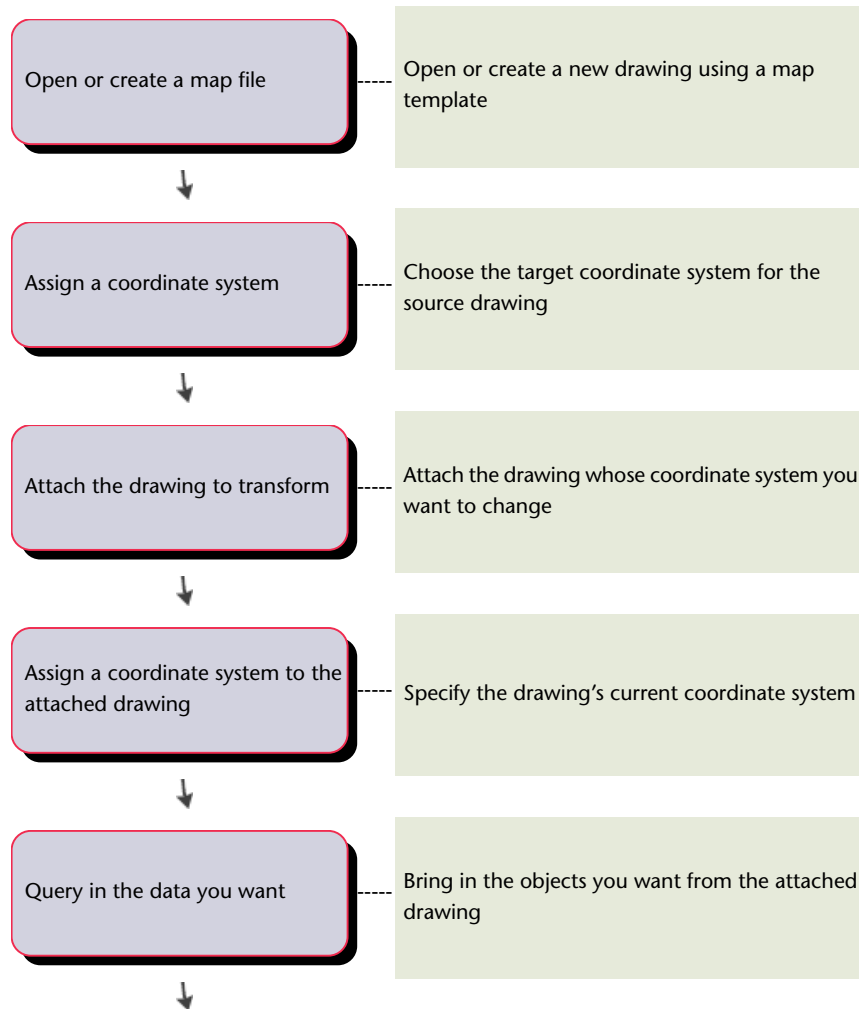 Open or create a map file
Open or create a new drawing using a map
template
Assign a coordinate system
Choose the target coordinate system for the
source drawing
Attach the drawing to transform
Attach the drawing whose coordinate system you
want to change
Assign a coordinate system to the
attached drawing
Specify the drawing’s current coordinate system
Query in the data you want
Bring in the objects you want from the attached
drawing